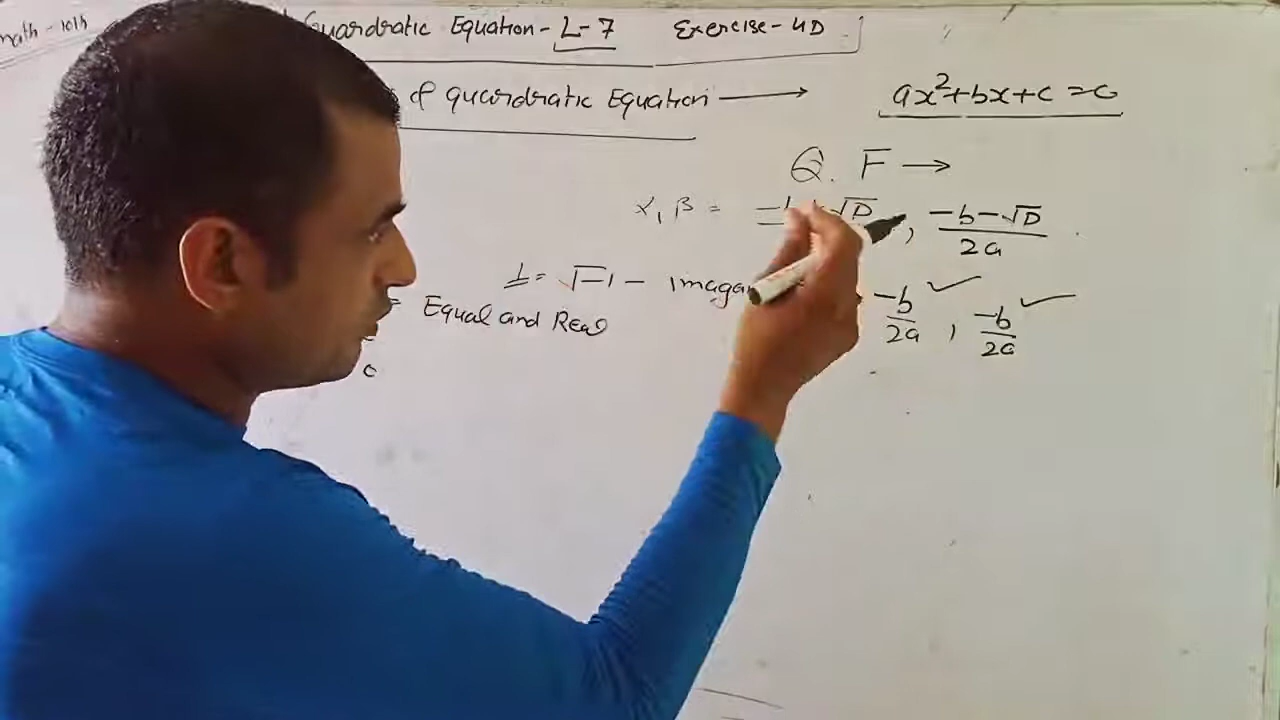 math - 10th Quardratic Equation - L-7 Exercise - 4D
of quardratic Equation → ax²+bx+c=0
Q. F →
α, β = -b + √D , -b-√D / 2a
i = √-1 -
= Equal and Real -b/2a , -b/2a
0